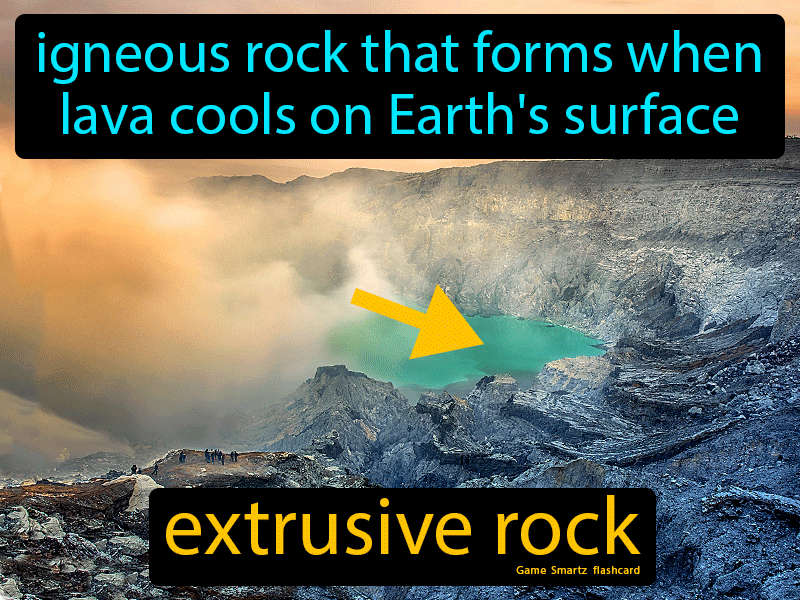 igneous rock that forms when
lava cools on Earth's surface
extrusive rock
Game Smartz flashcard